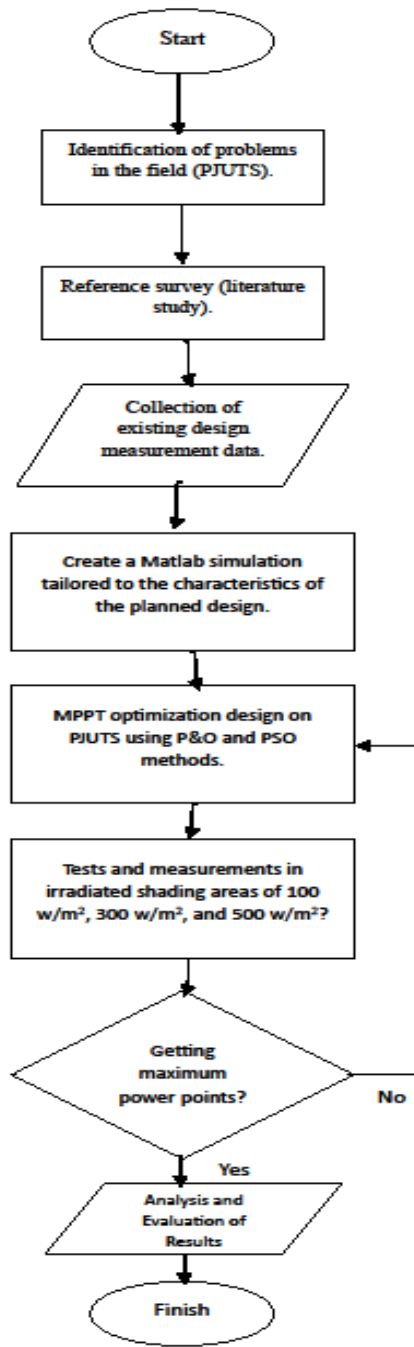 Start
Identification of problems
in the field (PJUTS).
Reference survey (literature
study).
Collection of
existing design
measurement data.
Create a Matlab simulation
tailored to the characteristics of
the planned design.
MPPT optimization design on
PJUTS using P&O and PSO
methods.
Tests and measurements in
irradiated shading areas of 100
w/m², 300 w/m², and 500 w/m²?
Getting
maximum
power points?
No
Yes
Analysis and
Evaluation of
Results
Finish